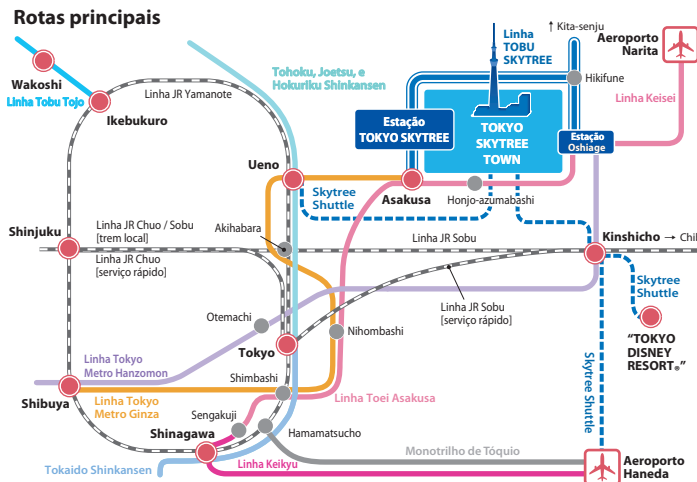 Rotas principais
↑ Kita-senju
Linha
TOBU
SKYTREE
Aeroporto
Narita
Wakoshi
Linha Tobu Tojo
Ikebukuro
Linha JR Yamanote
Tohoku, Joetsu, e
Hokuriku Shinkansen
Hikifune
Linha Keisei
Estação
TOKYO SKYTREE
TOKYO
SKYTREE
TOWN
Estação
Oshiage
Ueno
Skytree
Shuttle
Asakusa
Honjo-azumabashi
Shinjuku
Linha JR Chuo / Sobu
[trem local]
Linha JR Chuo
[serviço rápido]
Akihabara
Linha JR Sobu
Kinshicho → Chi
Skytree
Shuttle
Otemachi
Linha JR Sobu
[serviço rápido]
Tokyo
Nihombashi
"TOKYO
DISNEY
RESORT®"
Linha Tokyo
Metro Hanzomon
Shimbashi
Skytree Shuttle
Shibuya
Linha Tokyo
Metro Ginza
Linha Toei Asakusa
Sengakuji
Shinagawa
Hamamatsucho
Monotrilho de Tóquio
Tokaido Shinkansen
Linha Keikyu
Aeroporto
Haneda